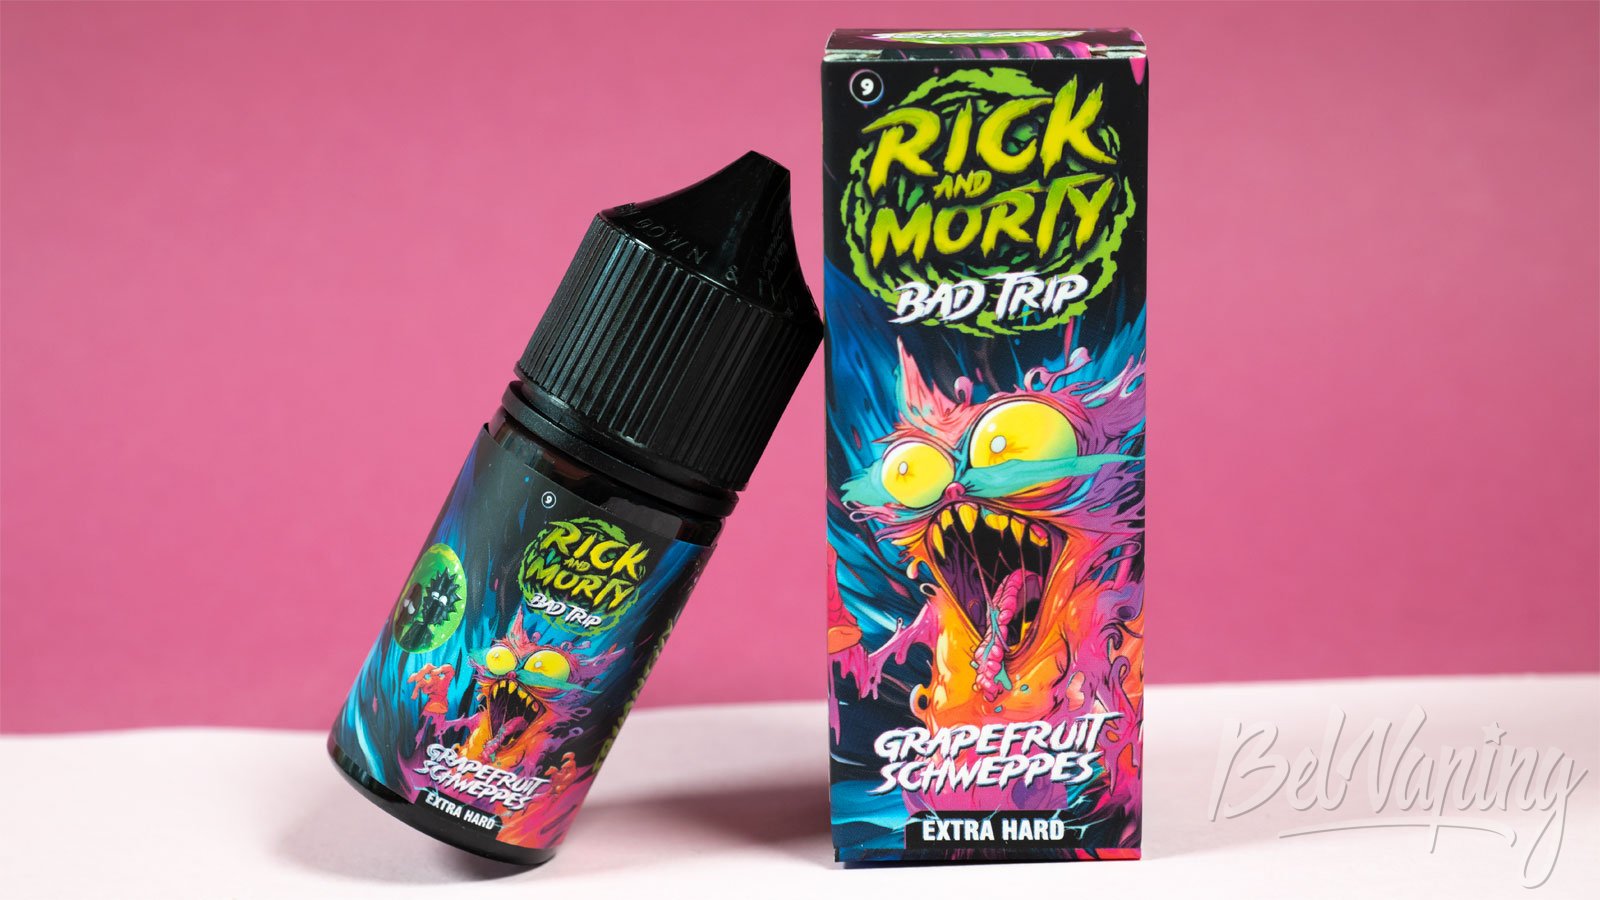 9
RICK
AND
MORTY
BAD TRIP
GRAPEFRUIT
SCHWEPPES
EXTRA HARD
9
RICK
AND
MORTY
BAD TRIP
GRAPEFRUIT
SCHWEPPES
EXTRA HARD
BelVaping